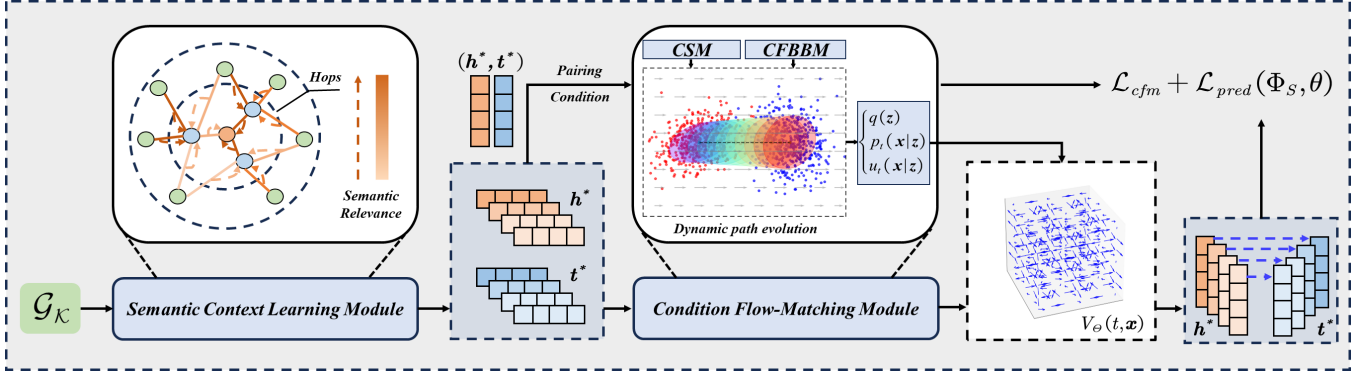 Hops
Semantic
Relevance
(h*, t*)
Pairing
Condition
h*
t*
CSM
CFBBM
q(z)
p_t(x|z)
u_t(x|z)
Dynamic path evolution
𝓛_cfm + 𝓛_pred(Φ_S, θ)
𝒢_𝒦
Semantic Context Learning Module
Condition Flow-Matching Module
V_Θ(t, x)
h*
t*